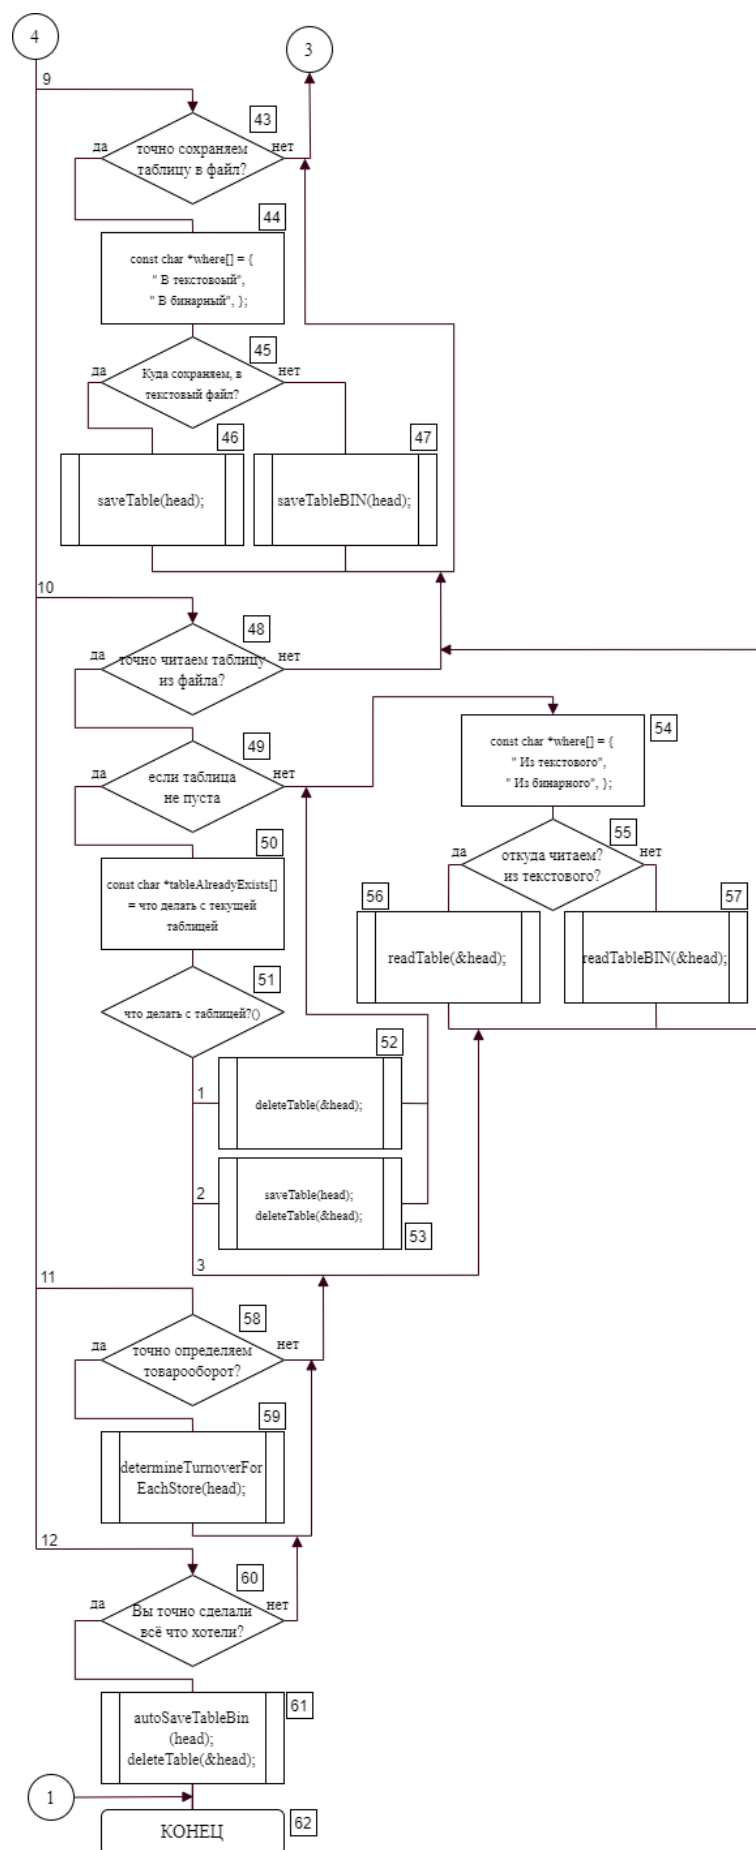 4
3
9
43
да
точно сохраняем
таблицу в файл?
нет
44
const char *where[] = {
" В текстовоый",
" В бинарный", };
45
да
Куда сохраняем, в
текстовый файл?
нет
46
saveTable(head);
47
saveTableBIN(head);
10
48
да
точно читаем таблицу
из файла?
нет
49
да
если таблица
не пуста
нет
54
const char *where[] = {
" Из текстового",
" Из бинарного", };
50
const char *tableAlreadyExists[]
= что делать с текущей
таблицей
55
да
откуда читаем?
из текстового?
нет
56
readTable(&head);
57
readTableBIN(&head);
51
что делать с таблицей?()
52
1
deleteTable(&head);
2
saveTable(head);
deleteTable(&head);
53
3
11
58
да
точно определяем
товарооборот?
нет
59
determineTurnoverFor
EachStore(head);
12
60
да
Вы точно сделали
всё что хотели?
нет
61
autoSaveTableBin
(head);
deleteTable(&head);
1
62
КОНЕЦ